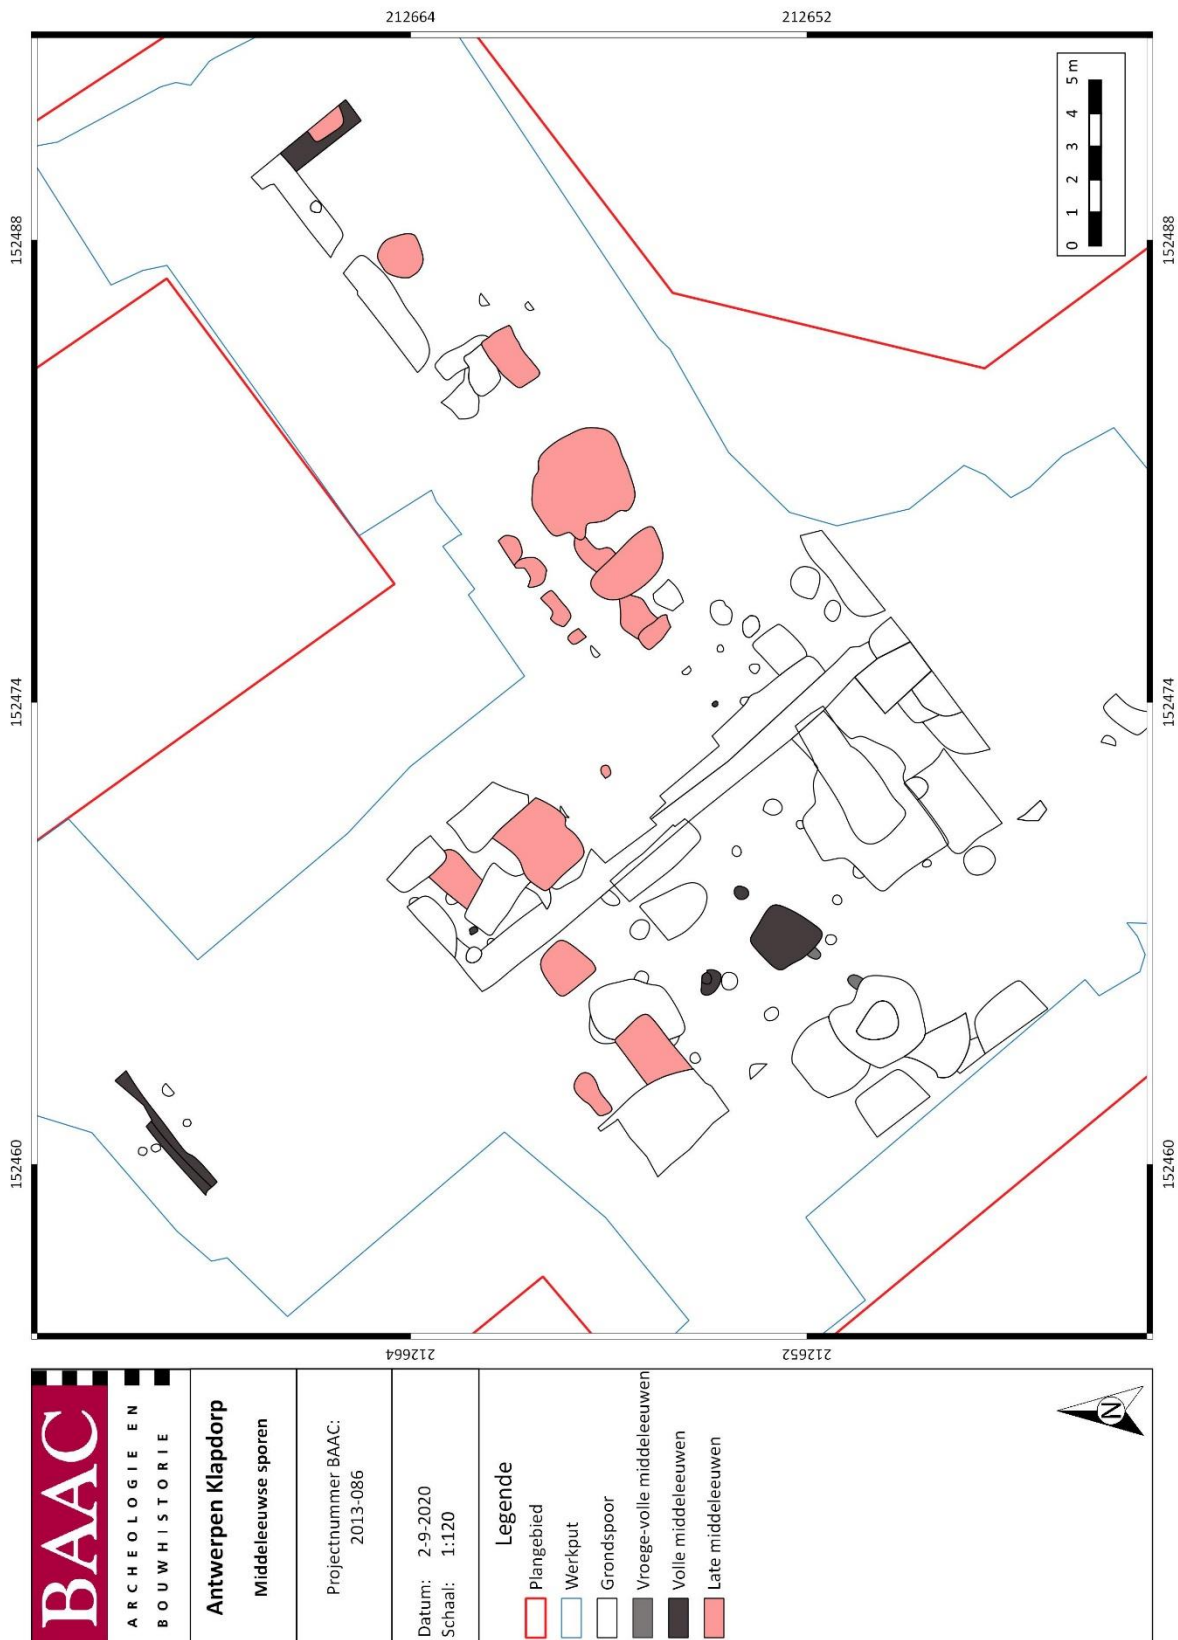 BAAC
ARCHEOLOGIE EN
BOUWHISTORIE
Antwerpen Klapdorp
Middeleeuwse sporen
Projectnummer BAAC:
2013-086
Datum: 2-9-2020
Schaal: 1:120
Legende
Plangebied
Werkput
Grondspoor
Vroege-volle middeleeuwen
Volle middeleeuwen
Late middeleeuwen
N
152460
152474
152488
212664
212652
212664
212652
152460
152474
152488
0 1 2 3 4 5 m